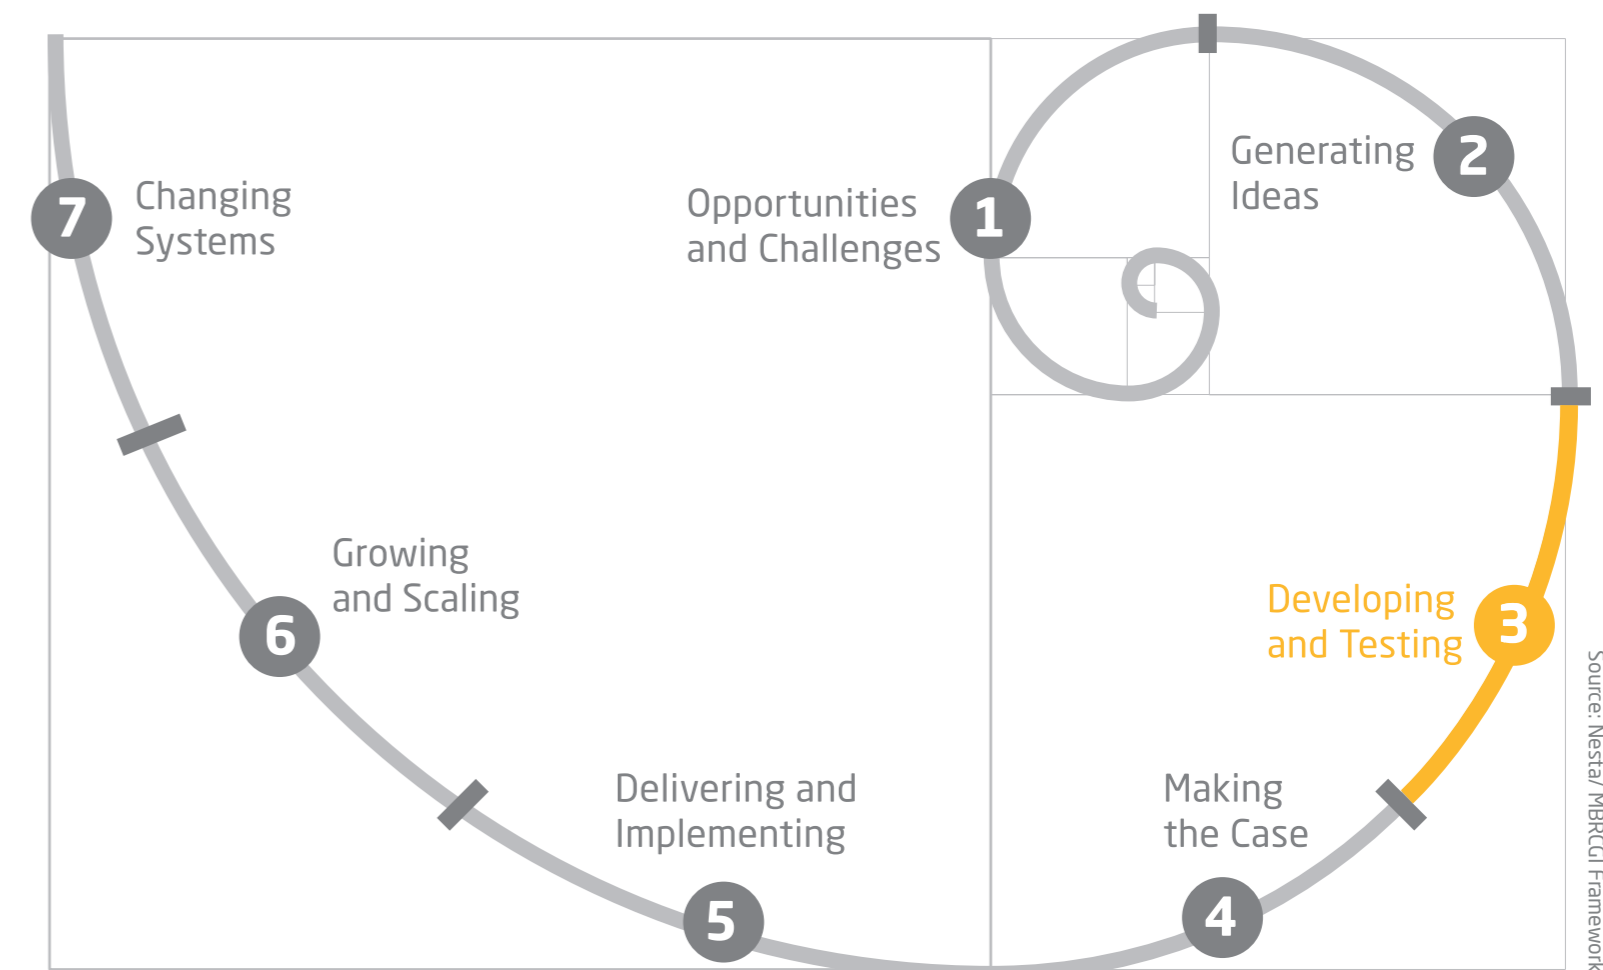 1
Opportunities
and Challenges
2
Generating
Ideas
3
Developing
and Testing
4
Making
the Case
5
Delivering and
Implementing
6
Growing
and Scaling
7
Changing
Systems
Source: Nesta/ MBRCGI Framework